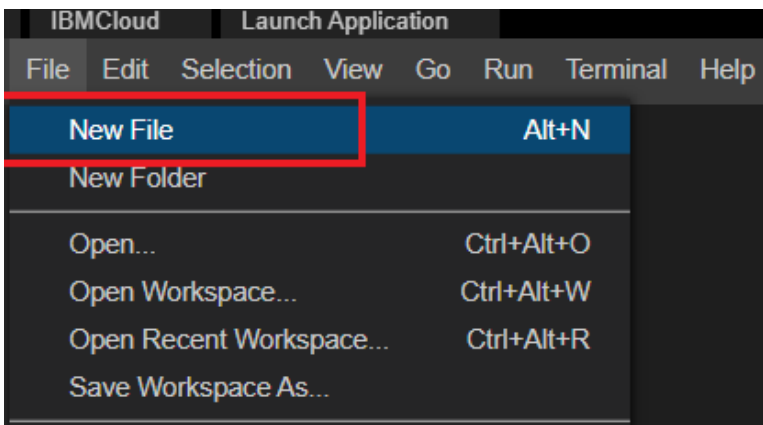 IBMCloud Launch Application
File Edit Selection View Go Run Terminal Help
New File Alt+N
New Folder
Open... Ctrl+Alt+O
Open Workspace... Ctrl+Alt+W
Open Recent Workspace... Ctrl+Alt+R
Save Workspace As...